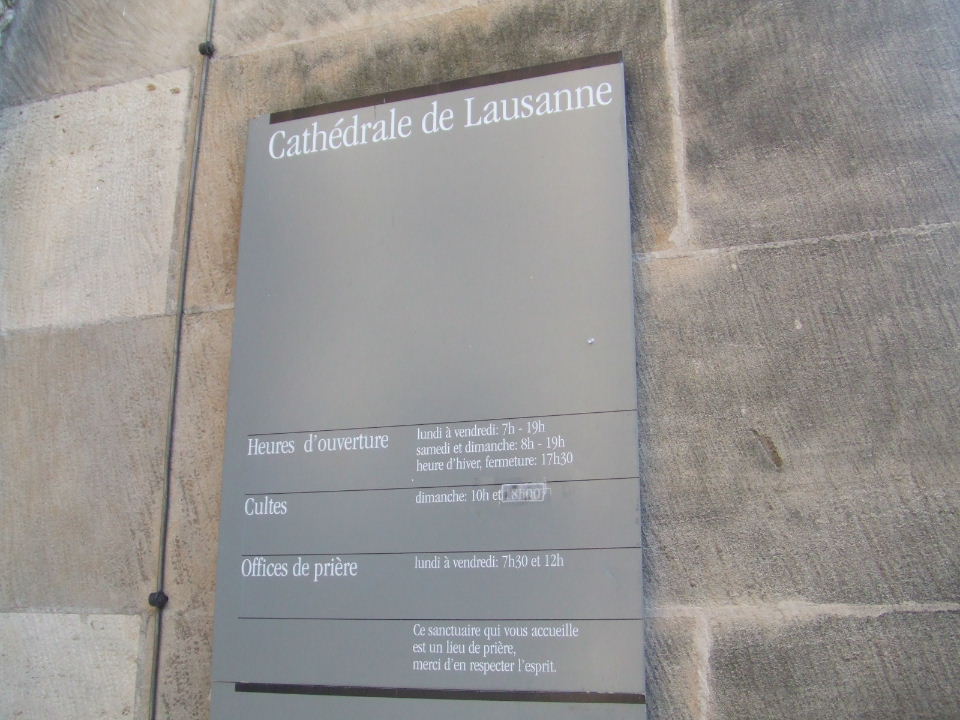 Cathédrale de Lausanne
Heures d'ouverture
lundi à vendredi: 7h - 19h
samedi et dimanche: 8h - 19h
heure d'hiver, fermeture: 17h30
Cultes
dimanche: 10h et
Offices de prière
lundi à vendredi: 7h30 et 12h
Ce sanctuaire qui vous accueille
est un lieu de prière,
merci d'en respecter l'esprit.